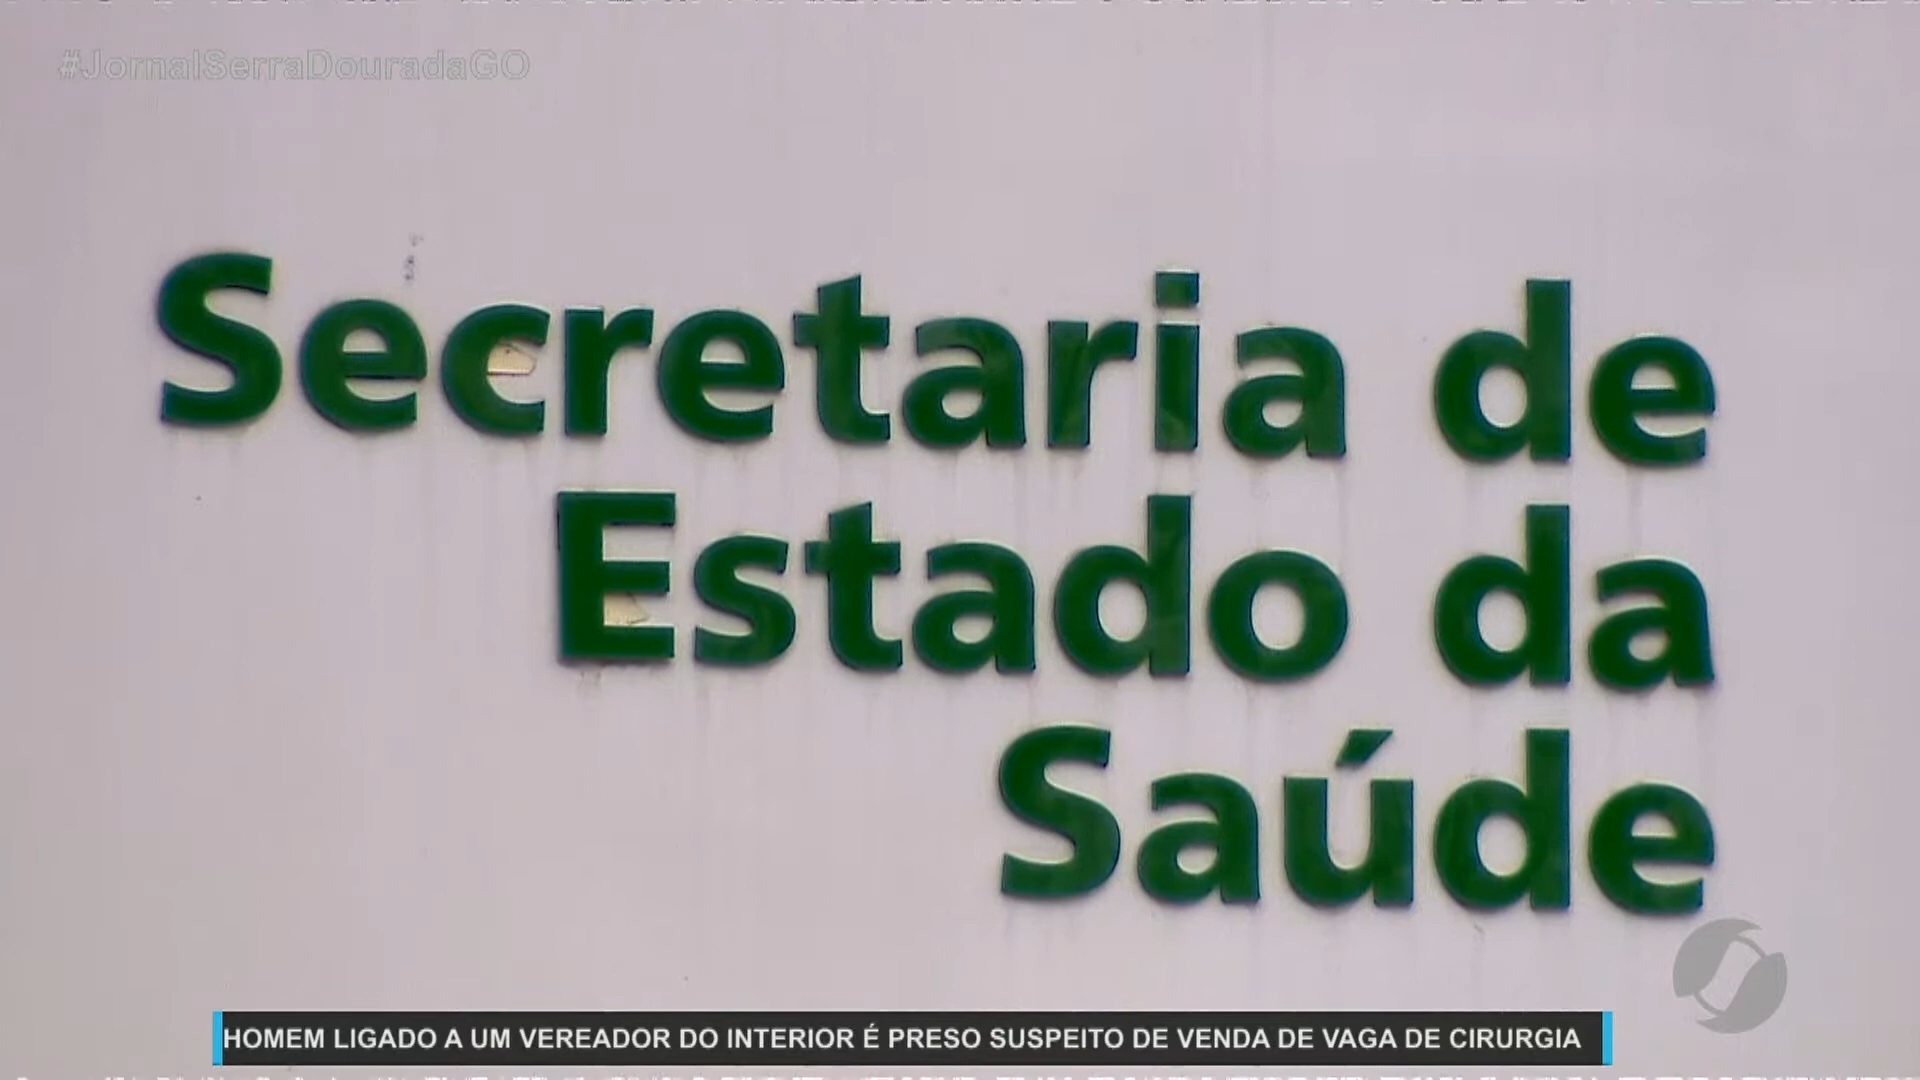 #JornalSerraDouradaGO
Secretaria de
Estado da
Saúde
HOMEM LIGADO A UM VEREADOR DO INTERIOR É PRESO SUSPEITO DE VENDA DE VAGA DE CIRURGIA